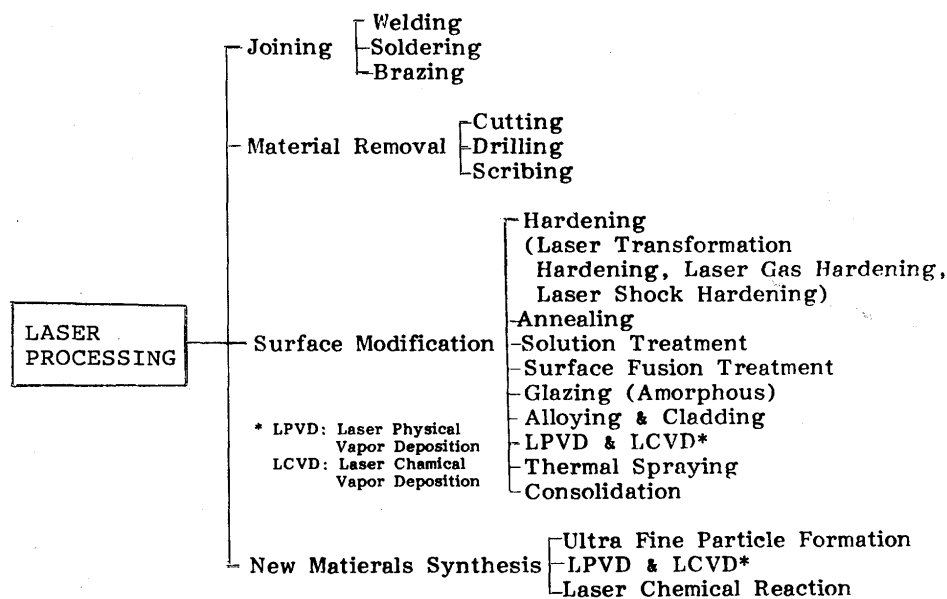 Joining
Welding
Soldering
Brazing
Material Removal
Cutting
Drilling
Scribing
LASER
PROCESSING
Surface Modification
Hardening
(Laser Transformation
Hardening, Laser Gas Hardening,
Laser Shock Hardening)
Annealing
Solution Treatment
Surface Fusion Treatment
Glazing (Amorphous)
Alloying & Cladding
LPVD & LCVD*
Thermal Spraying
Consolidation
* LPVD: Laser Physical
Vapor Deposition
LCVD: Laser Chamical
Vapor Deposition
New Matierals Synthesis
Ultra Fine Particle Formation
LPVD & LCVD*
Laser Chemical Reaction